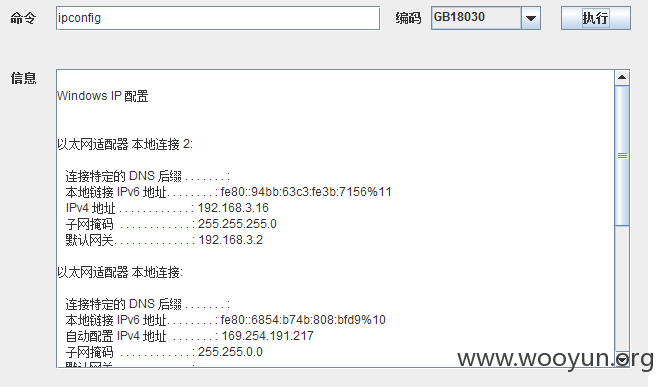 命令 ipconfig 编码 GB18030 执行
信息
Windows IP 配置
以太网适配器 本地连接 2:
连接特定的 DNS 后缀 . . . . . . . :
本地链接 IPv6 地址. . . . . . . . : fe80::94bb:63c3:fe3b:7156%11
IPv4 地址 . . . . . . . . . . . . : 192.168.3.16
子网掩码 . . . . . . . . . . . . : 255.255.255.0
默认网关. . . . . . . . . . . . . : 192.168.3.2
以太网适配器 本地连接:
连接特定的 DNS 后缀 . . . . . . . :
本地链接 IPv6 地址. . . . . . . . : fe80::6854:b74b:808:bfd9%10
自动配置 IPv4 地址 . . . . . . . : 169.254.191.217
子网掩码 . . . . . . . . . . . . : 255.255.0.0
默认网关. . . . . . . . . . . . . :
www.wooyun.org